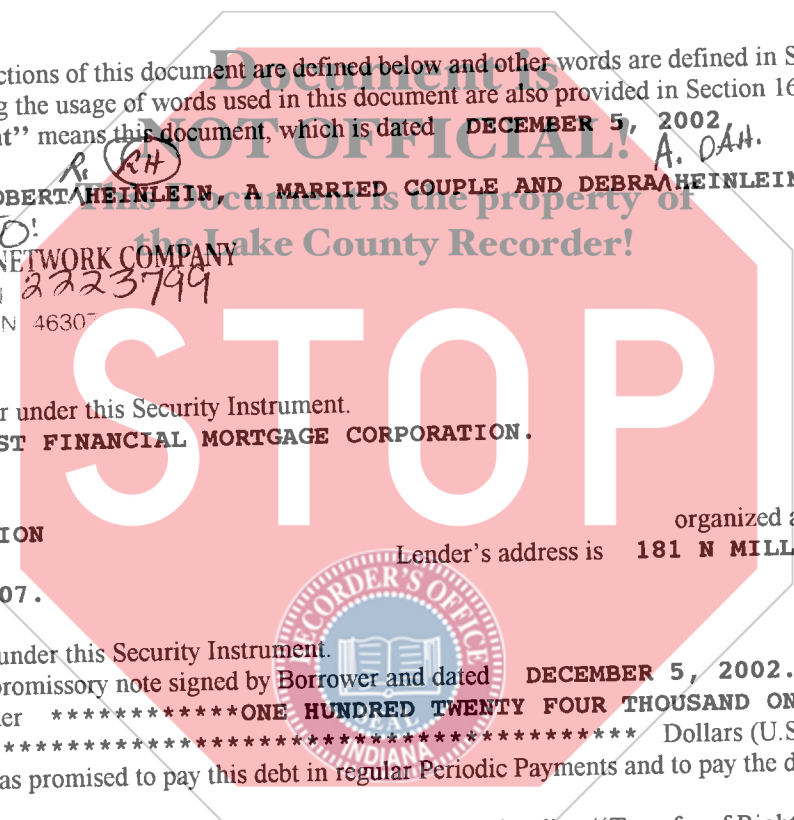 Document is
ctions of this document are defined below and other words are defined in S
g the usage of words used in this document are also provided in Section 16
nt” means this document, which is dated DECEMBER 5, 2002,
NOT OFFICIAL!
R. RH A. DAH.
OBERT^HEINLEIN, A MARRIED COUPLE AND DEBRA^HEINLEIN
This Document is the property of
O!
the Lake County Recorder!
NETWORK COMPANY
2223799
N 46307
STOP
r under this Security Instrument.
ST FINANCIAL MORTGAGE CORPORATION.
organized a
ION
Lender’s address is 181 N MILL
07.
RECORDER'S OFFICE
under this Security Instrument.
promissory note signed by Borrower and dated DECEMBER 5, 2002.
er ************ONE HUNDRED TWENTY FOUR THOUSAND ON
SEAL
**************************************** Dollars (U.S
INDIANA
as promised to pay this debt in regular Periodic Payments and to pay the d